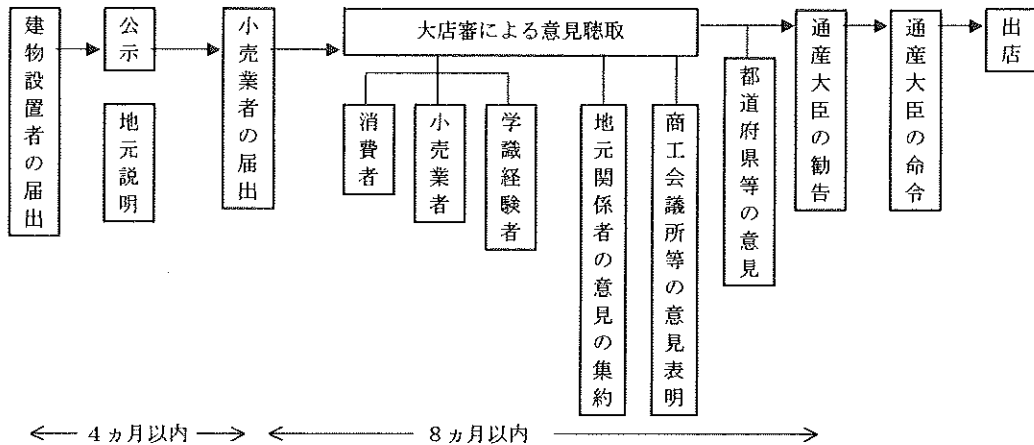 建物設置者の届出
公示
地元説明
小売業者の届出
大店審による意見聴取
消費者
小売業者
学識経験者
地元関係者の意見の集約
商工会議所等の意見表明
都道府県等の意見
通産大臣の勧告
通産大臣の命令
出店
4ヵ月以内
8ヵ月以内